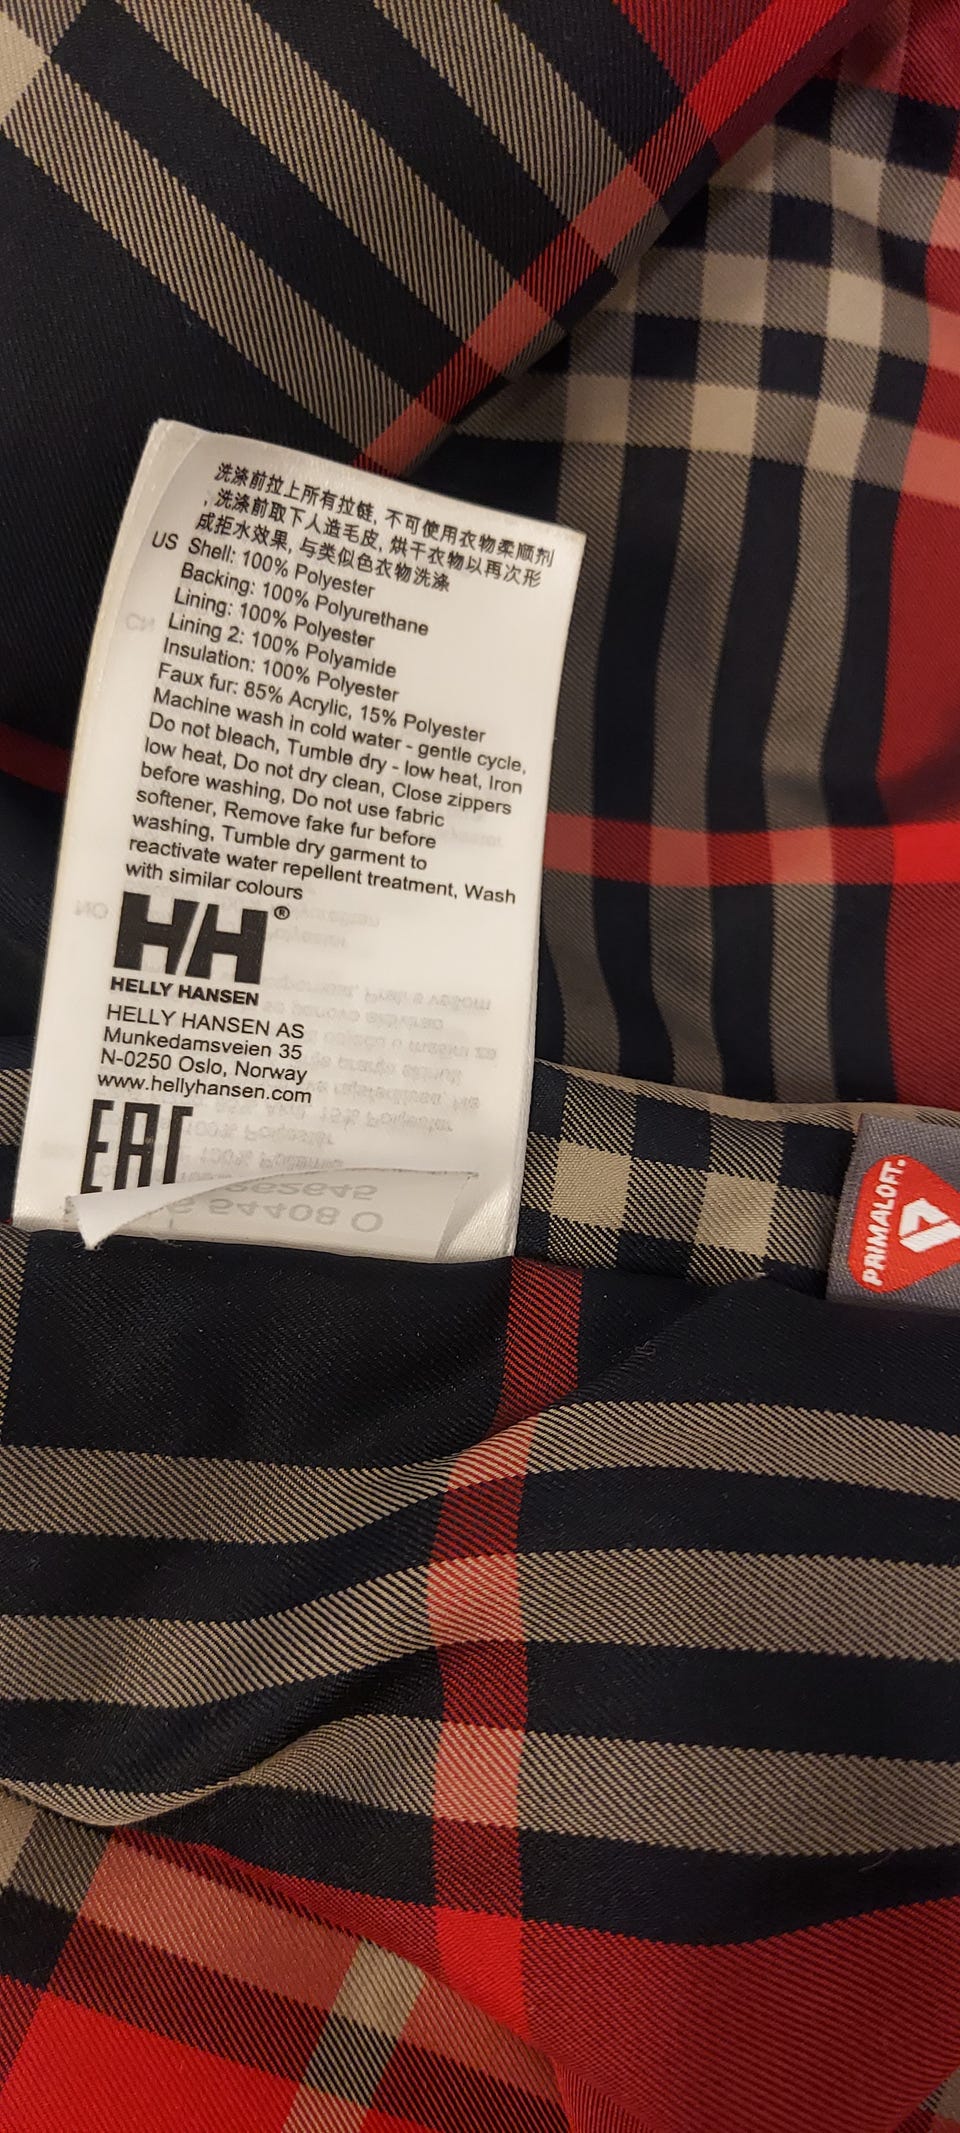 洗涤前拉上所有拉链, 不可使用衣物柔顺剂
, 洗涤前取下人造毛皮, 烘干衣物以再次形
成拒水效果, 与类似色衣物洗涤
US Shell: 100% Polyester
Backing: 100% Polyurethane
Lining: 100% Polyester
Lining 2: 100% Polyamide
Insulation: 100% Polyester
Faux fur: 85% Acrylic, 15% Polyester
Machine wash in cold water - gentle cycle,
Do not bleach, Tumble dry - low heat, Iron
low heat, Do not dry clean, Close zippers
before washing, Do not use fabric
softener, Remove fake fur before
washing, Tumble dry garment to
reactivate water repellent treatment, Wash
with similar colours
HH®
HELLY HANSEN
HELLY HANSEN AS
Munkedamsveien 35
N-0250 Oslo, Norway
www.hellyhansen.com
EAC
PRIMALOFT.